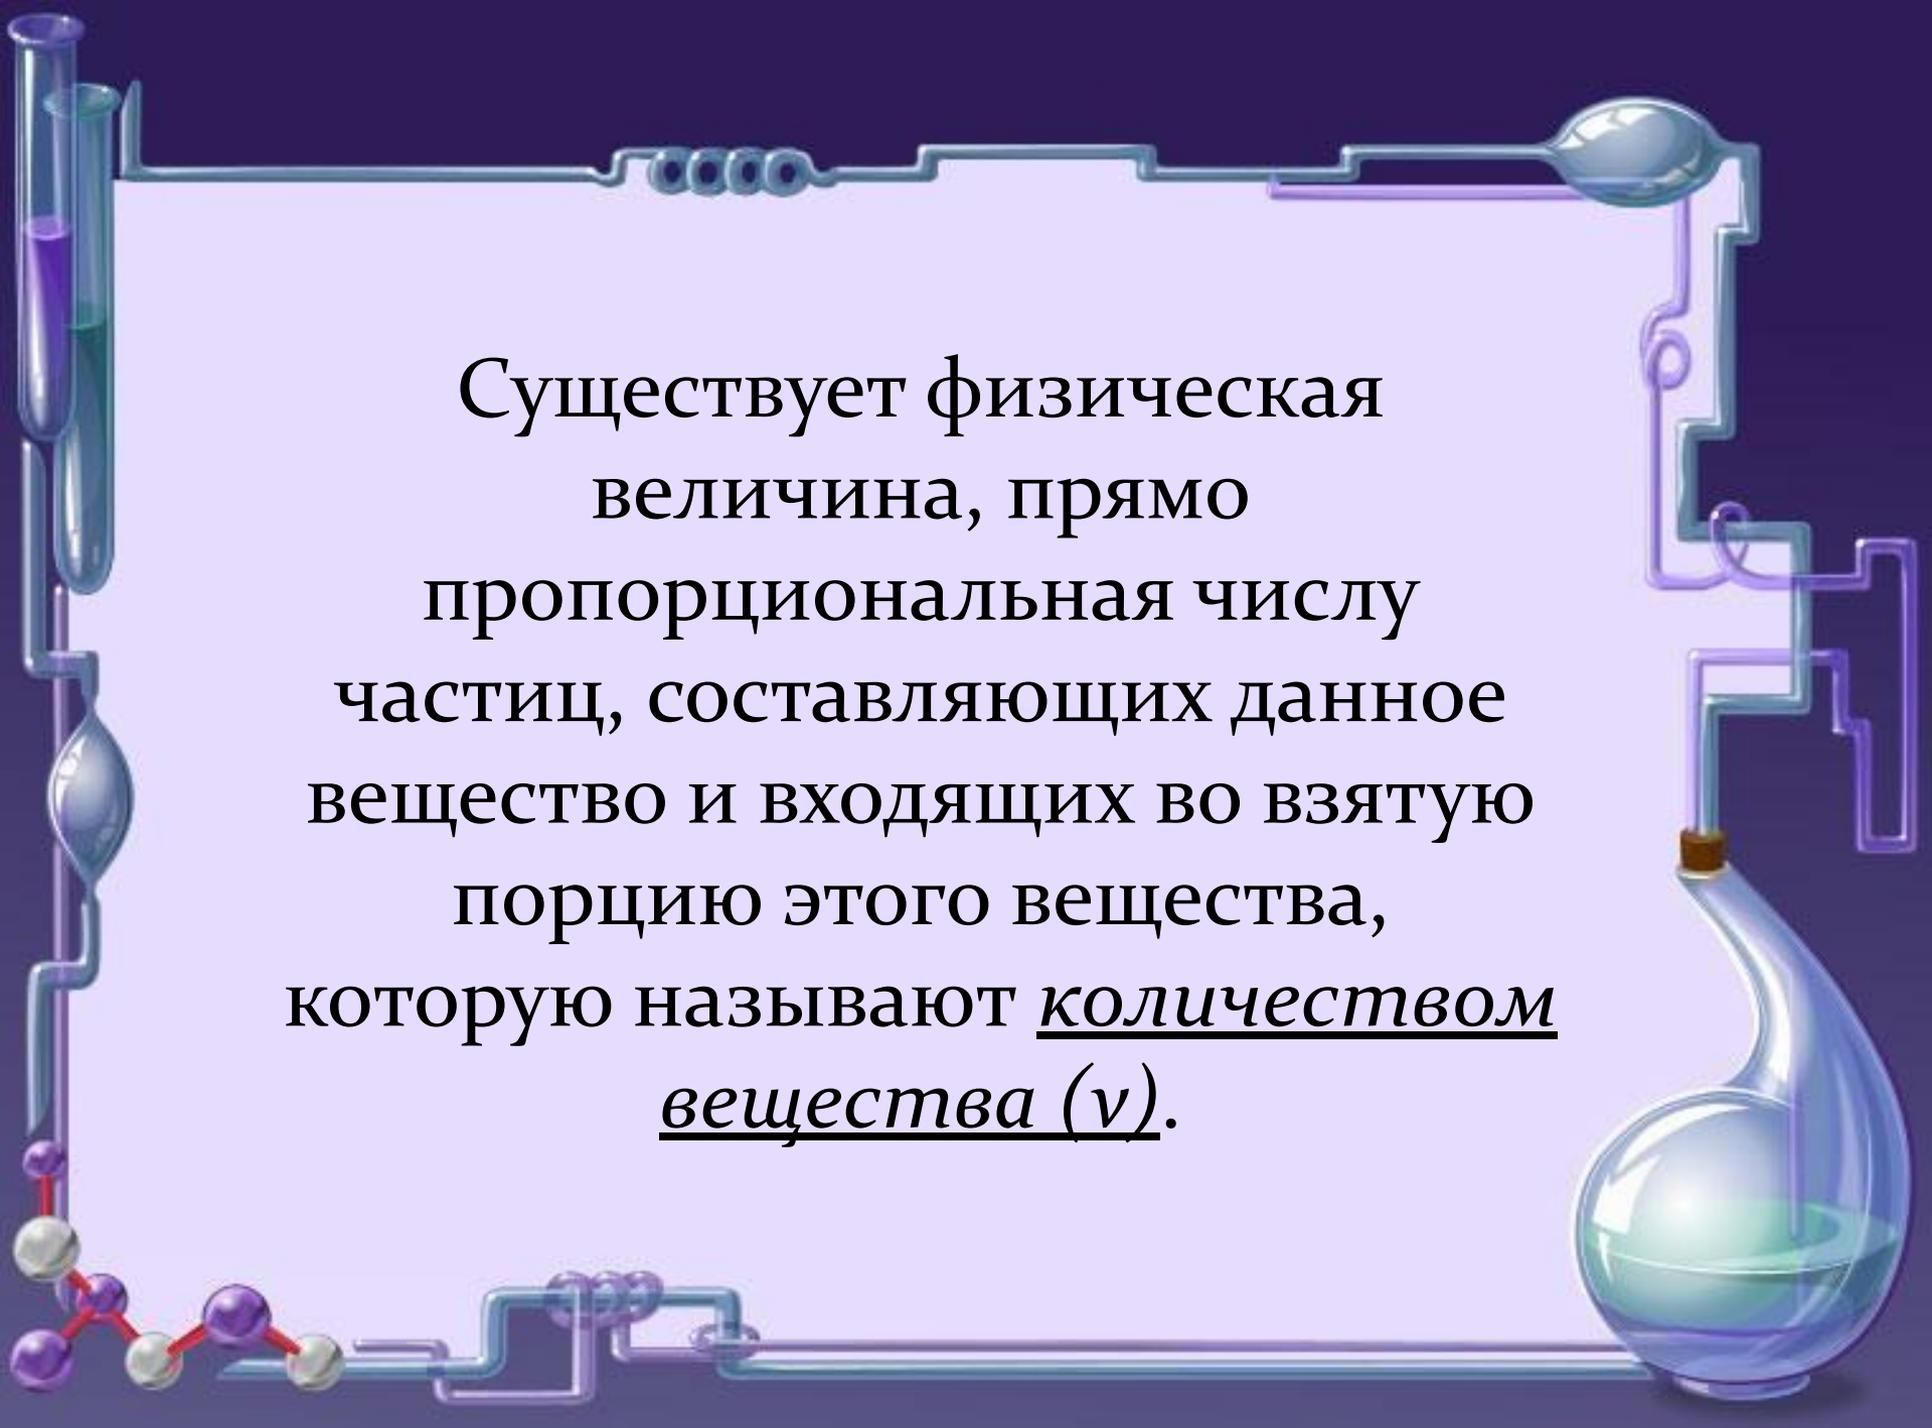 Существует физическая
величина, прямо
пропорциональная числу
частиц, составляющих данное
вещество и входящих во взятую
порцию этого вещества,
которую называют количеством
вещества (ν).